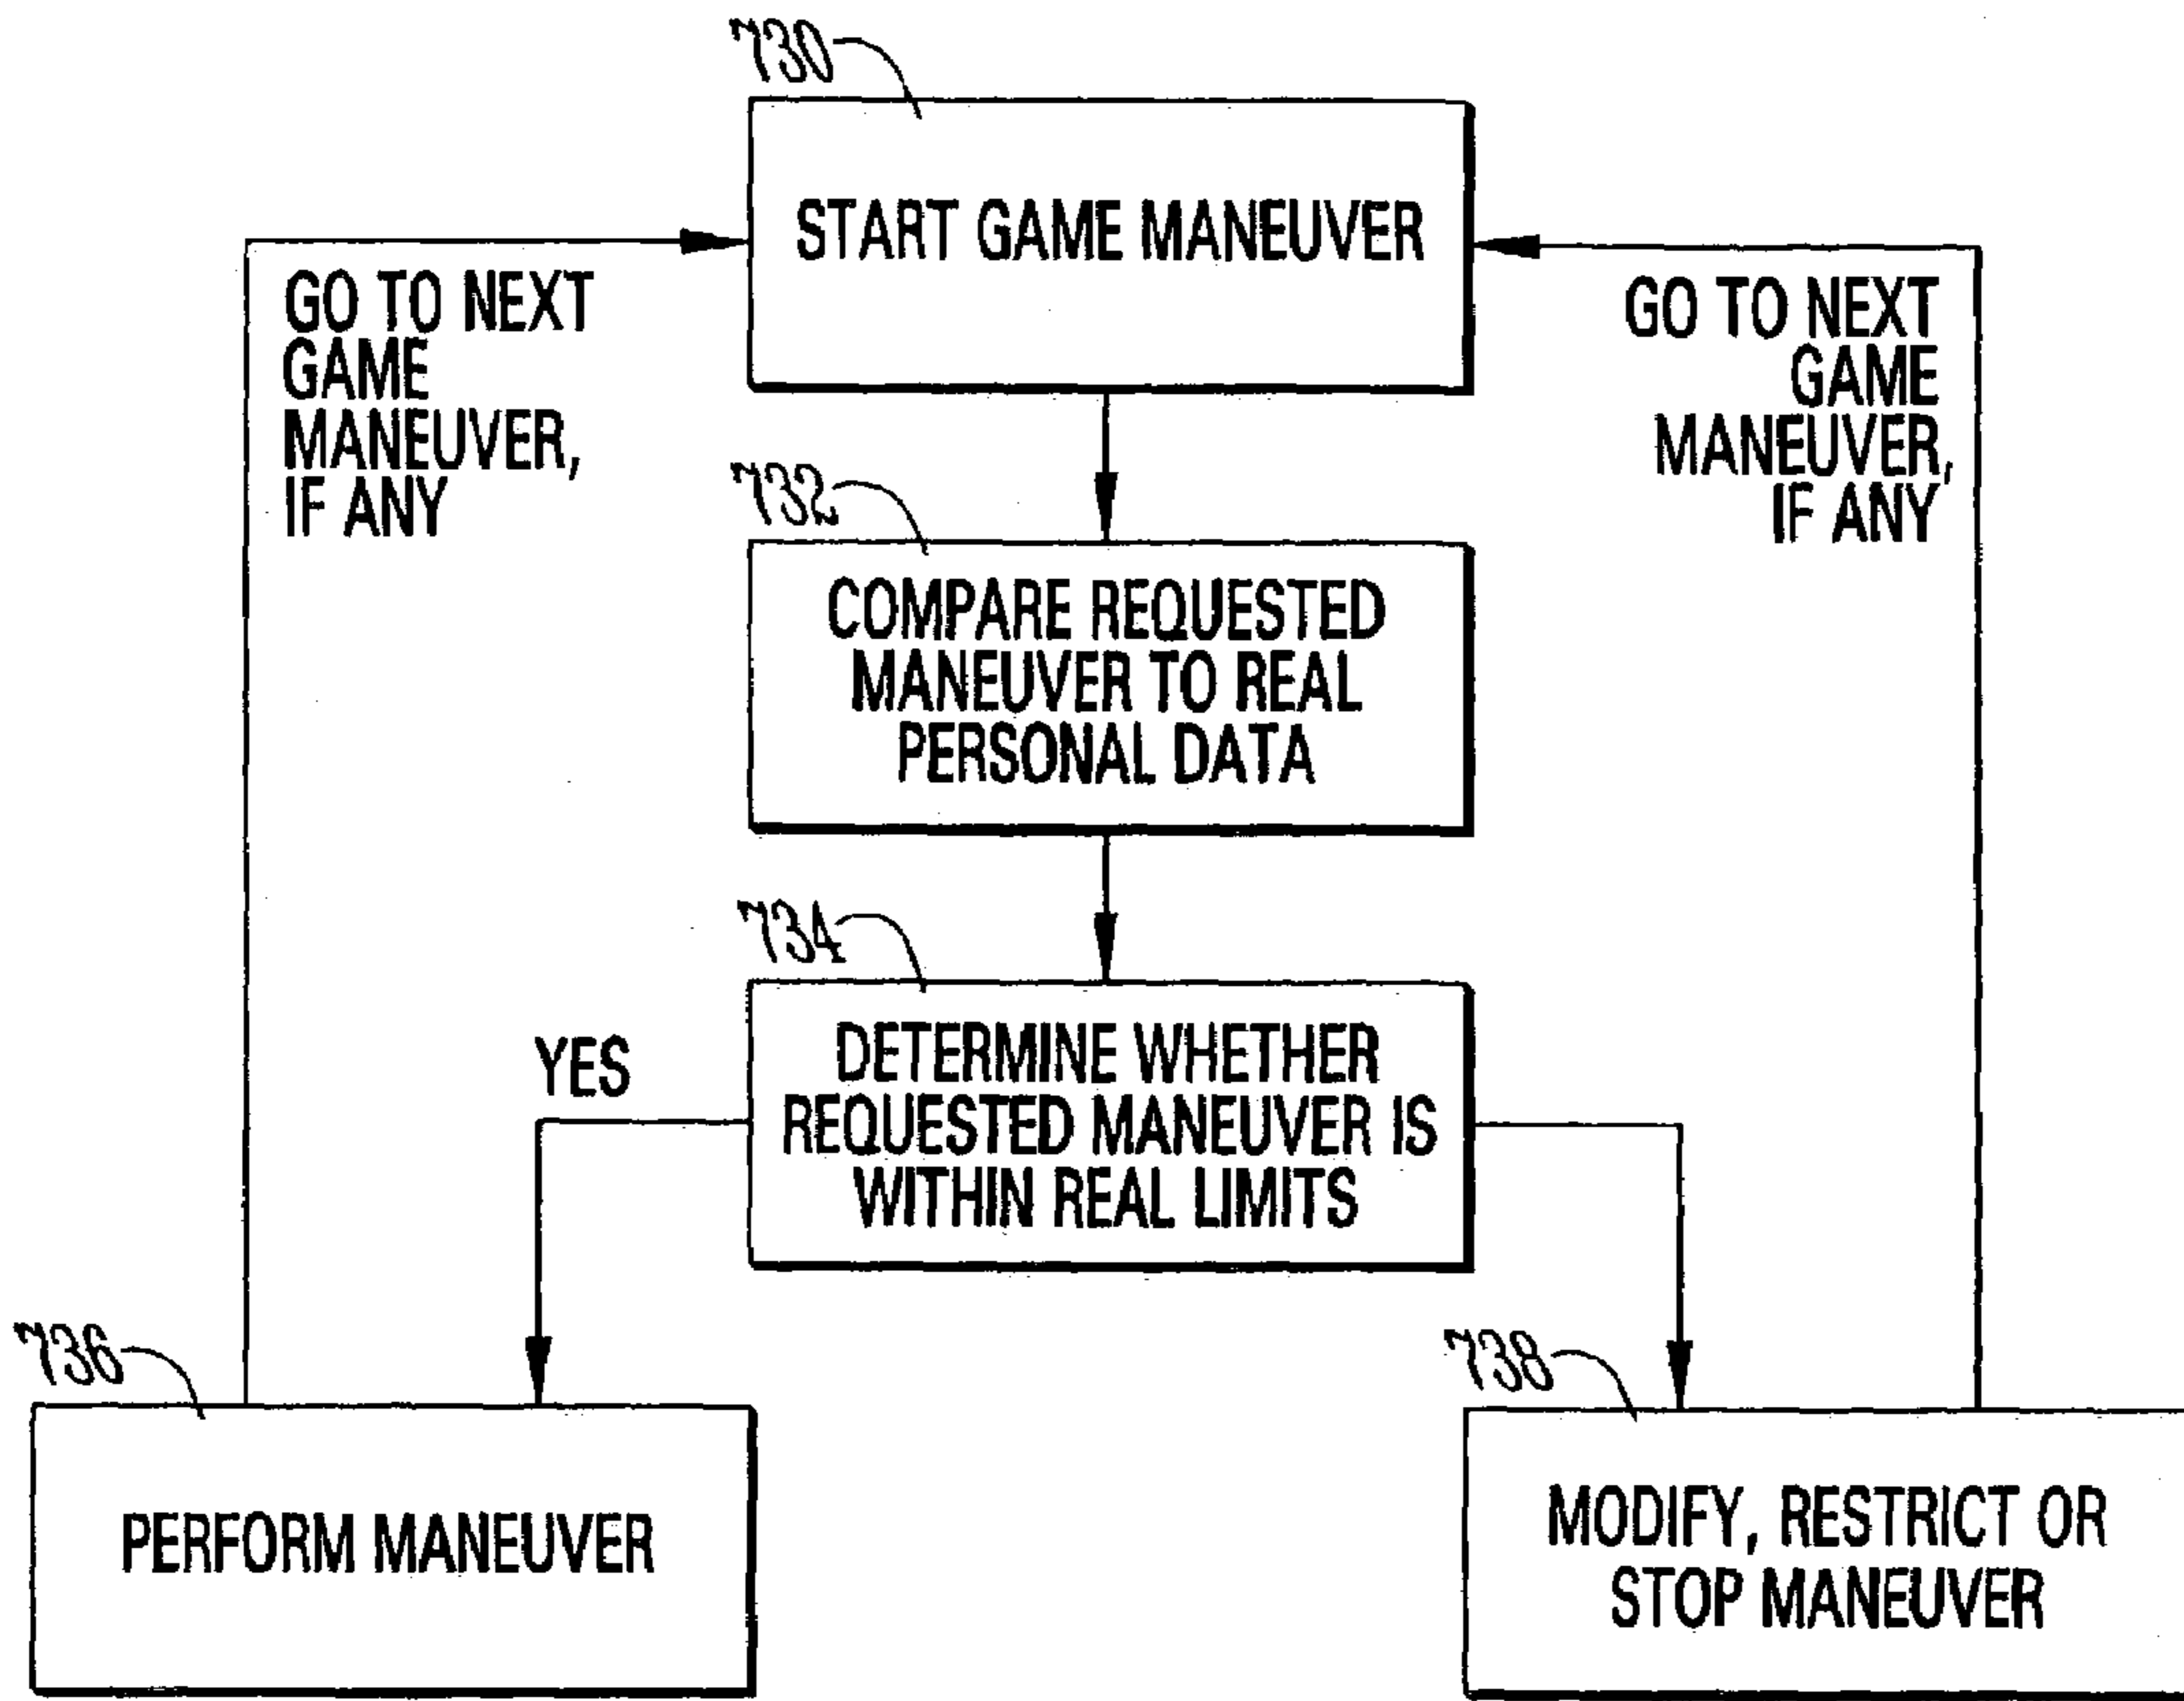 730
START GAME MANEUVER
GO TO NEXT
GAME
MANEUVER,
IF ANY
GO TO NEXT
GAME
MANEUVER,
IF ANY
732
COMPARE REQUESTED
MANEUVER TO REAL
PERSONAL DATA
734
DETERMINE WHETHER
REQUESTED MANEUVER IS
WITHIN REAL LIMITS
YES
736
PERFORM MANEUVER
738
MODIFY, RESTRICT OR
STOP MANEUVER